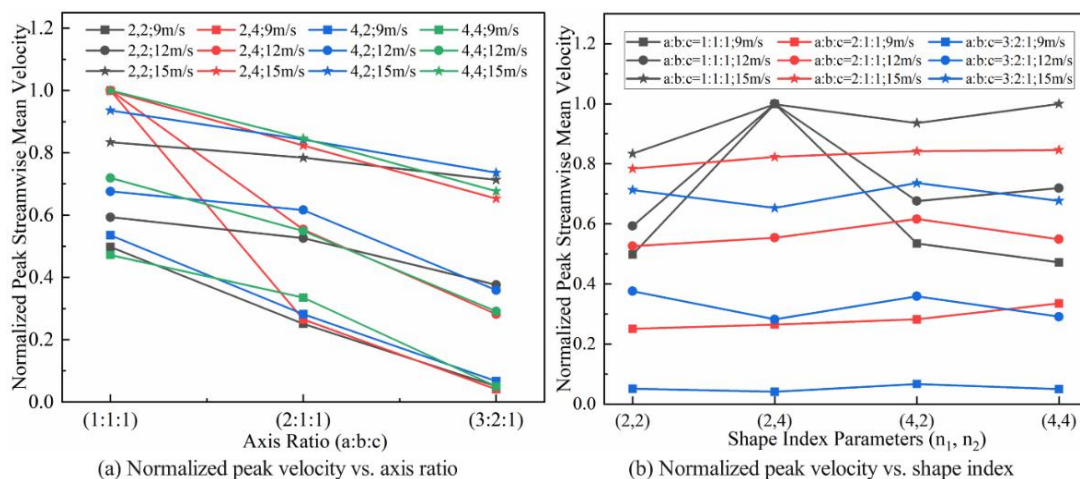 2,2;9m/s 2,4;9m/s 4,2;9m/s 4,4;9m/s
2,2;12m/s 2,4;12m/s 4,2;12m/s 4,4;12m/s
2,2;15m/s 2,4;15m/s 4,2;15m/s 4,4;15m/s
Normalized Peak Streamwise Mean Velocity
1.2
1.0
0.8
0.6
0.4
0.2
0.0
(1:1:1) (2:1:1) (3:2:1)
Axis Ratio (a:b:c)
(a) Normalized peak velocity vs. axis ratio
a:b:c=1:1:1;9m/s a:b:c=2:1:1;9m/s a:b:c=3:2:1;9m/s
a:b:c=1:1:1;12m/s a:b:c=2:1:1;12m/s a:b:c=3:2:1;12m/s
a:b:c=1:1:1;15m/s a:b:c=2:1:1;15m/s a:b:c=3:2:1;15m/s
Normalized Peak Streamwise Mean Velocity
1.2
1.0
0.8
0.6
0.4
0.2
0.0
(2,2) (2,4) (4,2) (4,4)
Shape Index Parameters (n₁, n₂)
(b) Normalized peak velocity vs. shape index